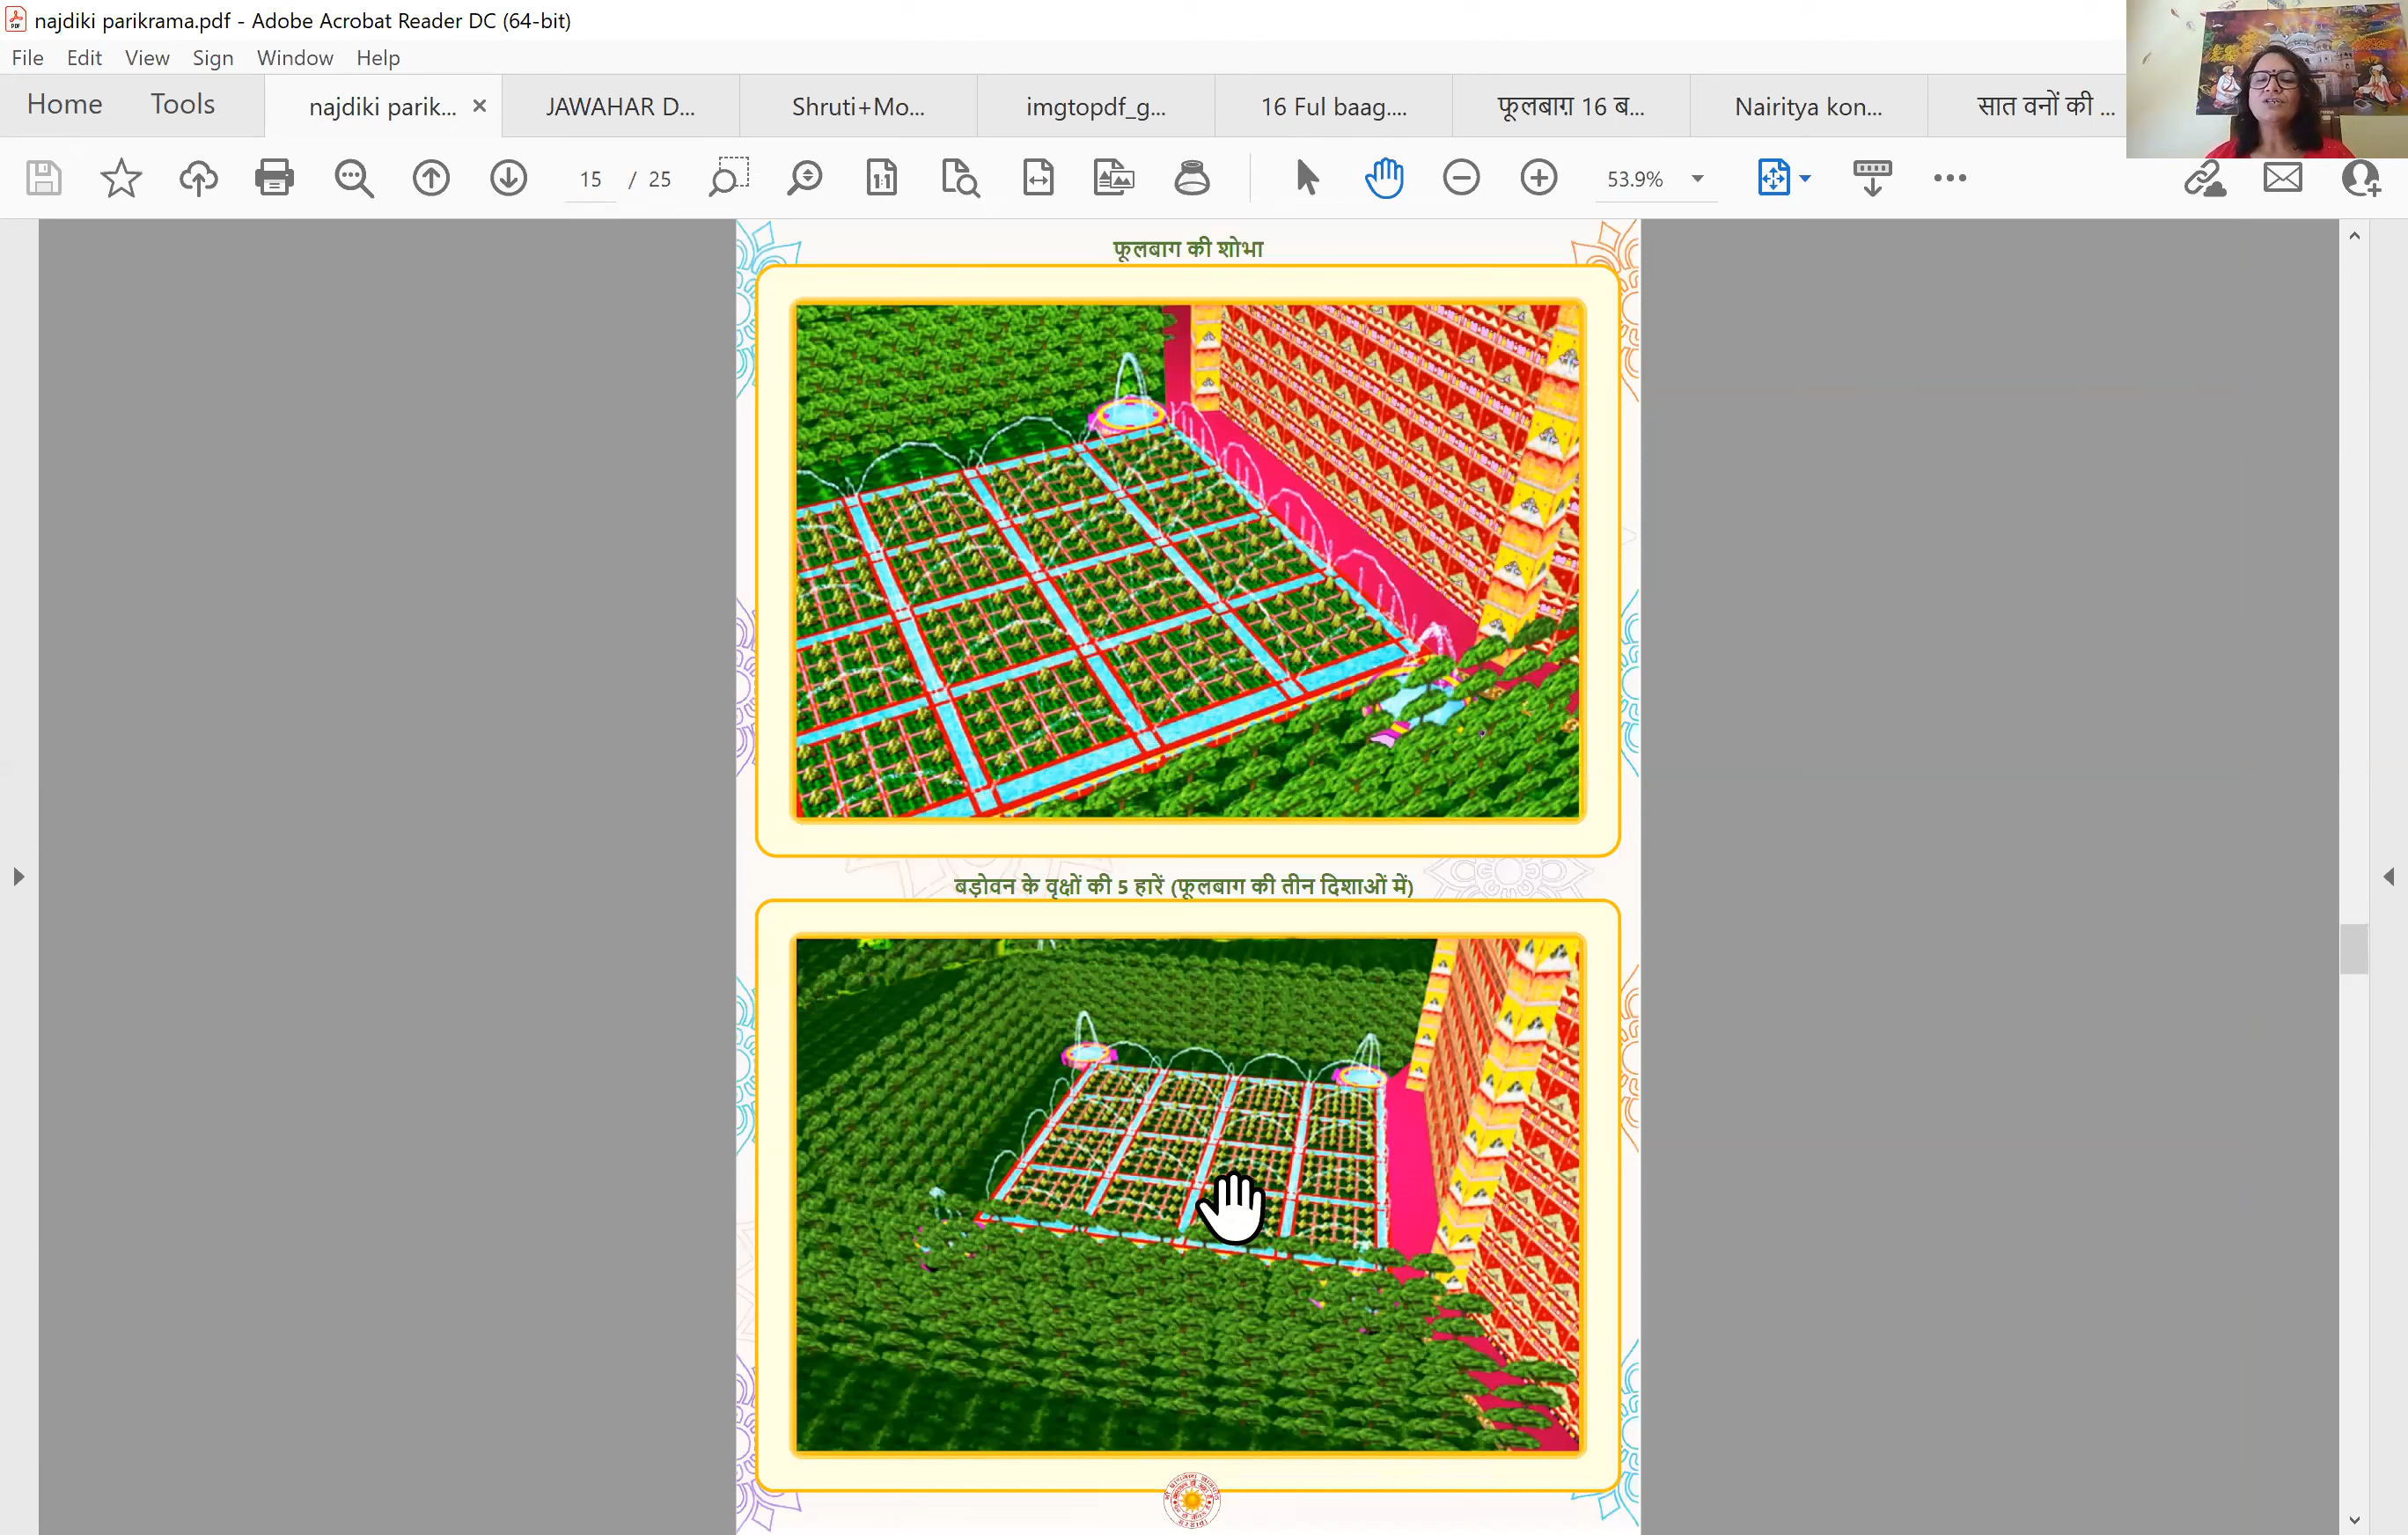 najdiki parikrama.pdf - Adobe Acrobat Reader DC (64-bit)
File Edit View Sign Window Help
Home Tools najdiki parik... × JAWAHAR D... Shruti+Mo... imgtopdf_g... 16 Ful baag.... फूलबाग़ 16 ब... Nairitya kon... सात वनों की ...
15 / 25 1:1 53.9%
फूलबाग की शोभा
बड़ोवन के वृक्षों की 5 हारें (फूलबाग की तीन दिशाओं में)